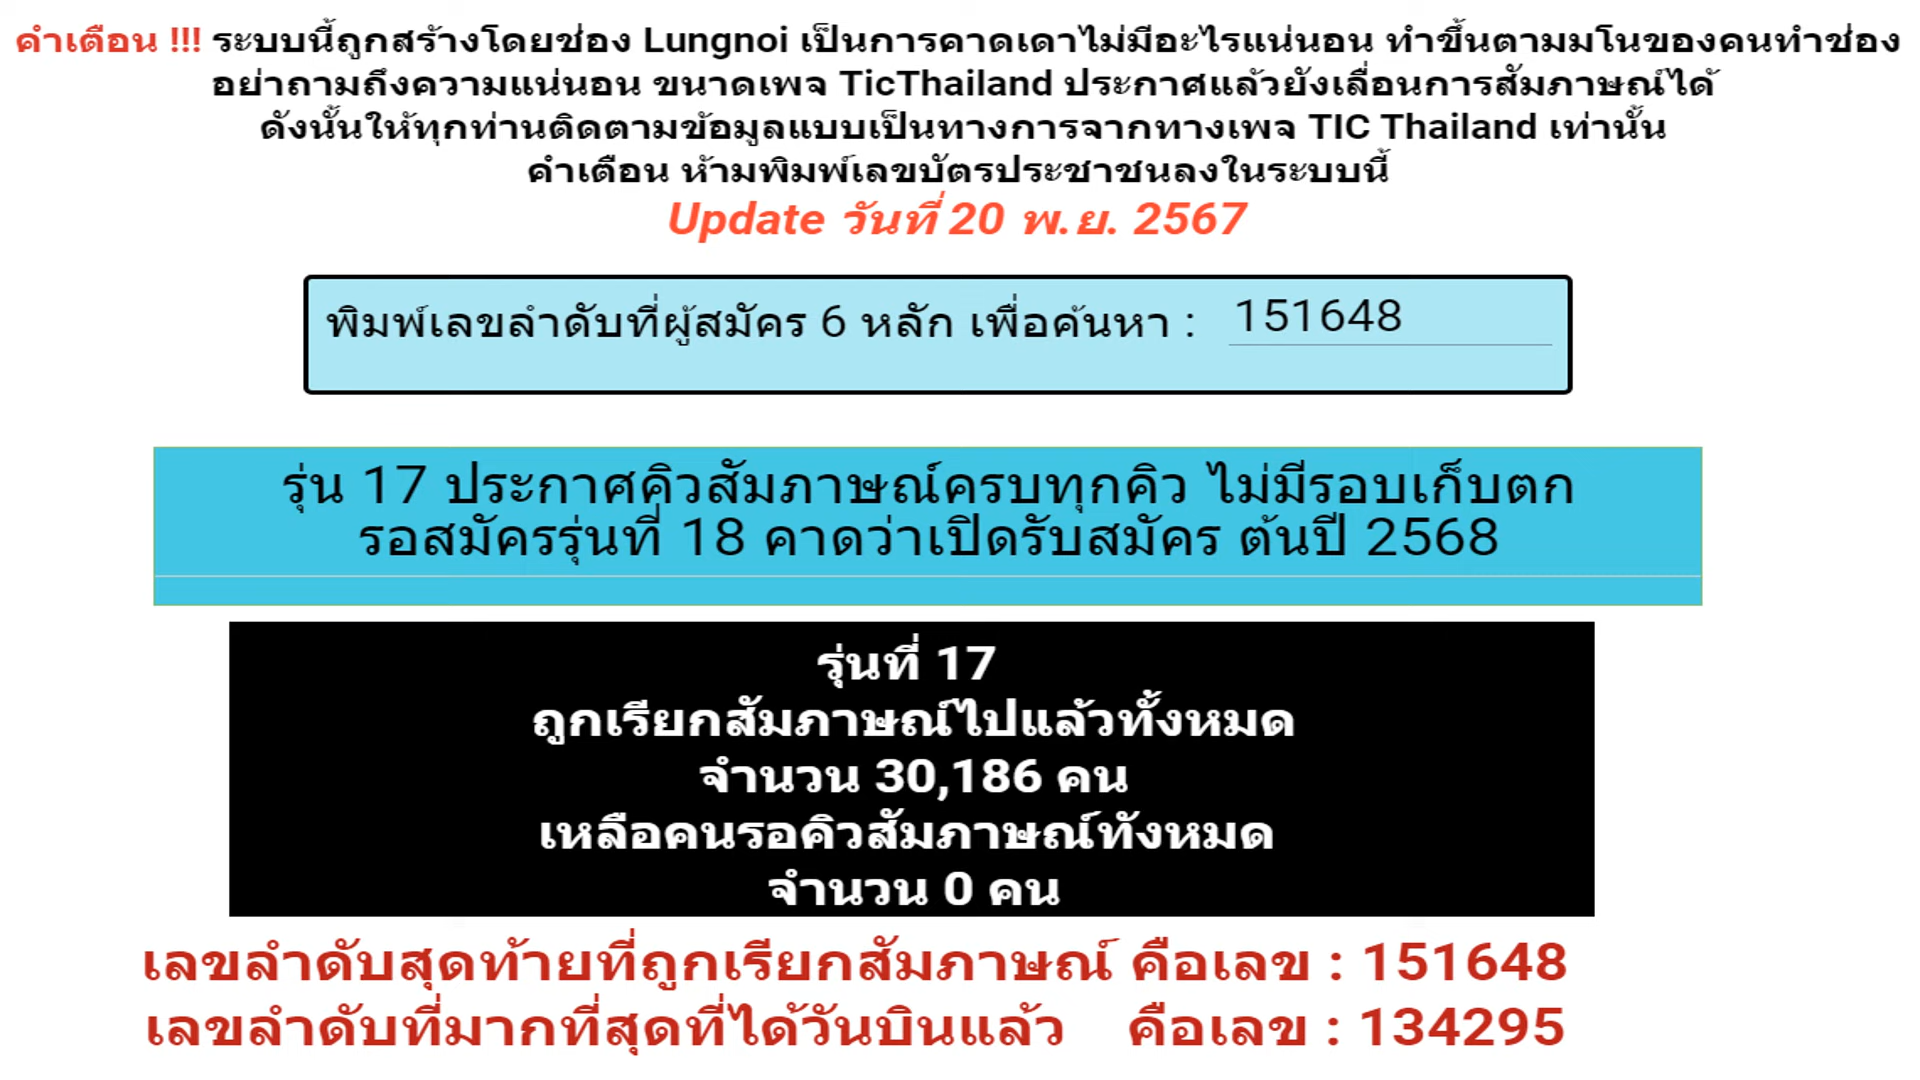 คำเตือน !!! ระบบนี้ถูกสร้างโดยช่อง Lungnoi เป็นการคาดเดาไม่มีอะไรแน่นอน ทำขึ้นตามมโนของคนทำช่อง
อย่าถามถึงความแน่นอน ขนาดเพจ TicThailand ประกาศแล้วยังเลื่อนการสัมภาษณ์ได้
ดังนั้นให้ทุกท่านติดตามข้อมูลแบบเป็นทางการจากทางเพจ TIC Thailand เท่านั้น
คำเตือน ห้ามพิมพ์เลขบัตรประชาชนลงในระบบนี้
Update วันที่ 20 พ.ย. 2567
พิมพ์เลขลำดับที่ผู้สมัคร 6 หลัก เพื่อค้นหา : 151648
รุ่น 17 ประกาศคิวสัมภาษณ์ครบทุกคิว ไม่มีรอบเก็บตก
รอสมัครรุ่นที่ 18 คาดว่าเปิดรับสมัคร ต้นปี 2568
รุ่นที่ 17
ถูกเรียกสัมภาษณ์ไปแล้วทั้งหมด
จำนวน 30,186 คน
เหลือคนรอคิวสัมภาษณ์ทังหมด
จำนวน 0 คน
เลขลำดับสุดท้ายที่ถูกเรียกสัมภาษณ์ คือเลข : 151648
เลขลำดับที่มากที่สุดที่ได้วันบินแล้ว คือเลข : 134295